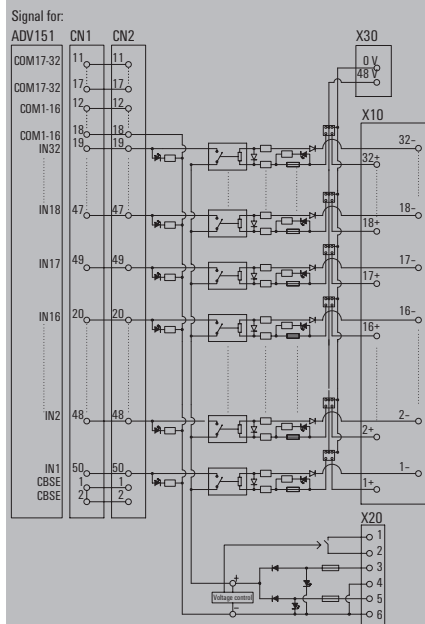 Signal for:
ADV151 CN1 CN2 X30
COM17-32 11 11 0 V
48 V
COM17-32 17 17
X10
COM1-16 12 12
COM1-16 18 18
IN32 19 19 32-
32+
IN18 47 47 18-
18+
IN17 49 49 17-
17+
IN16 20 20 16-
16+
IN2 48 48 2-
2+
IN1 50 50 1-
CBSE 1 1 1+
CBSE 2 2
X20
1
2
3
+ 4
Voltage control 5
- 6